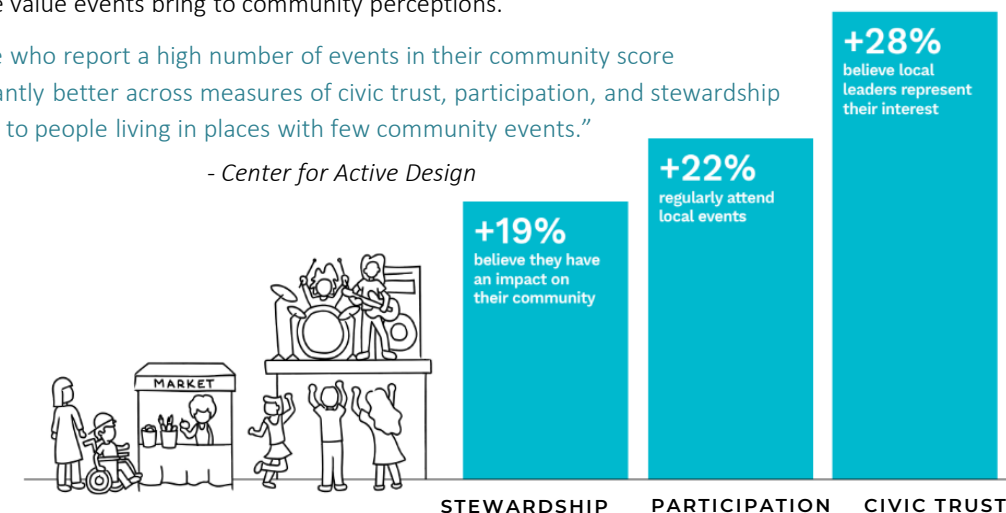 value events bring to community perceptions.
who report a high number of events in their community score
better across measures of civic trust, participation, and stewardship
to people living in places with few community events.”
- Center for Active Design
+28%
believe local
leaders represent
their interest
+22%
regularly attend
local events
+19%
believe they have
an impact on
their community
MARKET
STEWARDSHIP PARTICIPATION CIVIC TRUST